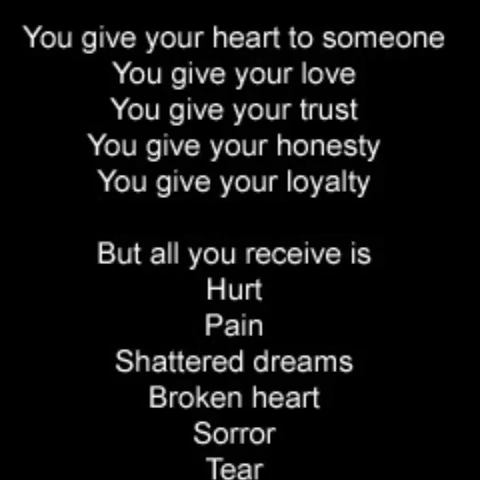 You give your heart to someone
You give your love
You give your trust
You give your honesty
You give your loyalty
But all you receive is
Hurt
Pain
Shattered dreams
Broken heart
Sorror
Tear